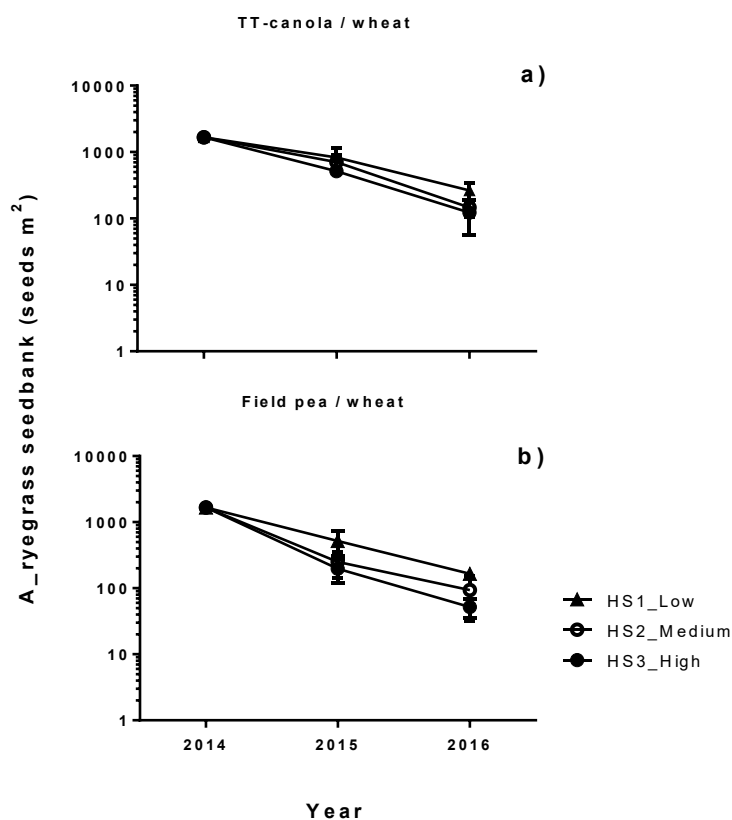 TT-canola / wheat
a)
10000
1000
100
10
1
A_ryegrass seedbank (seeds m²)
Field pea / wheat
b)
10000
1000
100
10
1
HS1_Low
HS2_Medium
HS3_High
2014 2015 2016
Year